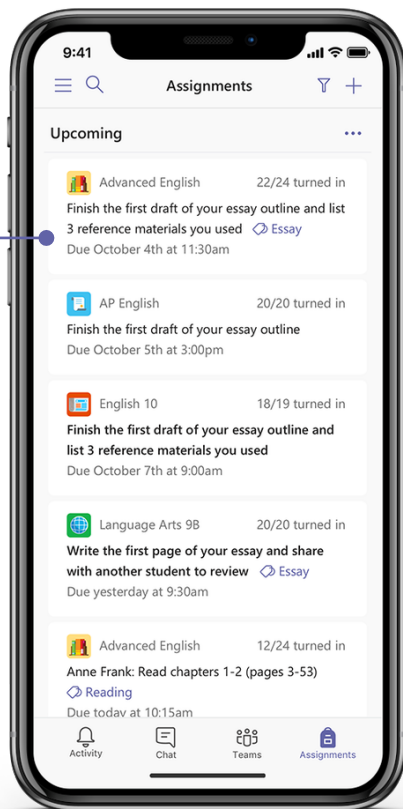 9:41
Assignments
Upcoming
Advanced English 22/24 turned in
Finish the first draft of your essay outline and list
3 reference materials you used Essay
Due October 4th at 11:30am
AP English 20/20 turned in
Finish the first draft of your essay outline
Due October 5th at 3:00pm
English 10 18/19 turned in
Finish the first draft of your essay outline and
list 3 reference materials you used
Due October 7th at 9:00am
Language Arts 9B 20/20 turned in
Write the first page of your essay and share
with another student to review Essay
Due yesterday at 9:30am
Advanced English 12/24 turned in
Anne Frank: Read chapters 1-2 (pages 3-53)
Reading
Due today at 10:15am
Activity Chat Teams Assignments